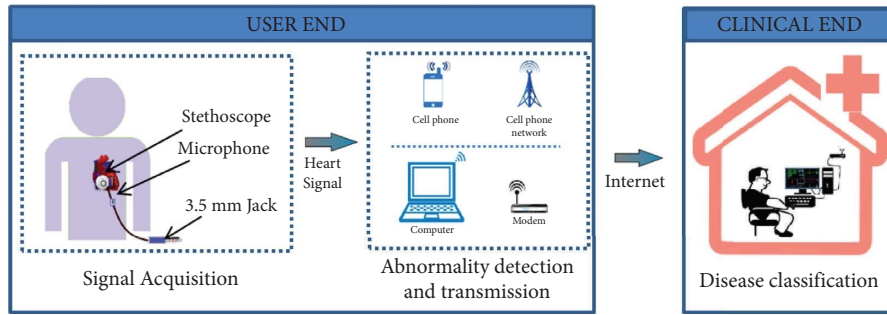 USER END
Stethoscope
Microphone
3.5 mm Jack
Signal Acquisition
Heart
Signal
Cell phone
Cell phone
network
Computer
Modem
Abnormality detection
and transmission
Internet
CLINICAL END
Disease classification